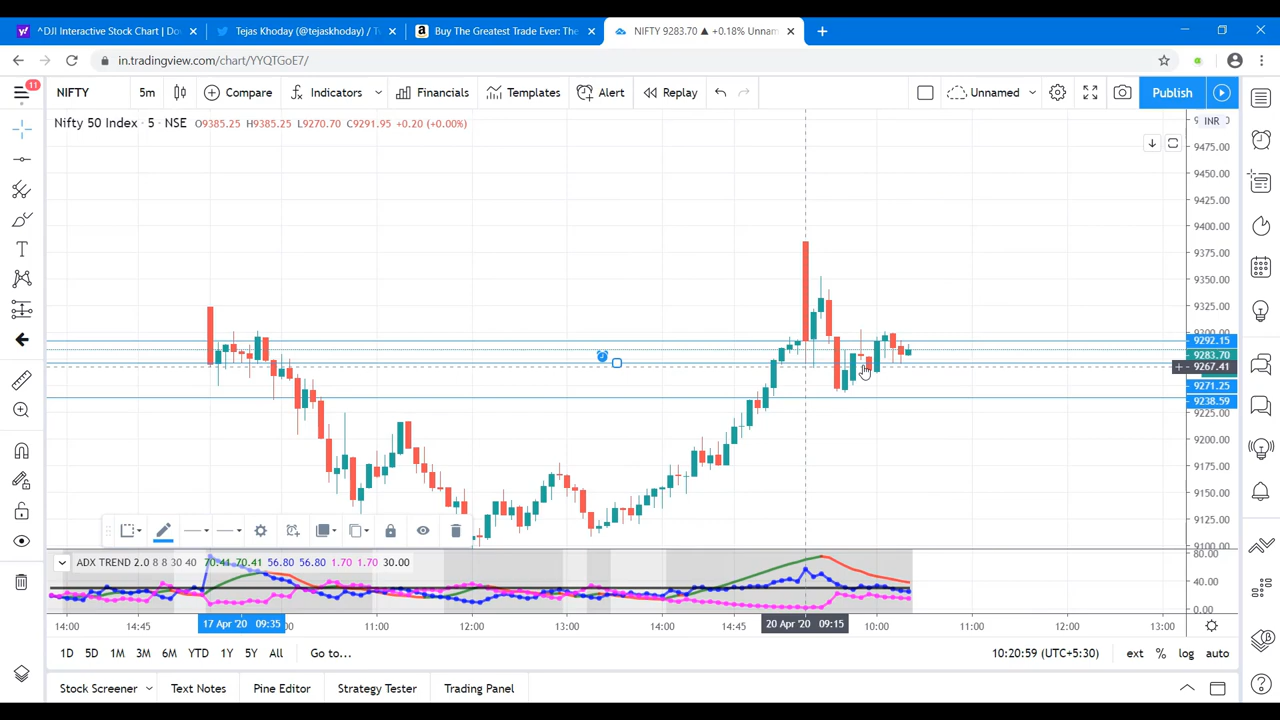 ^DJI Interactive Stock Chart | Do
Tejas Khoday (@tejaskhoday) / Tw
Buy The Greatest Trade Ever: The
NIFTY 9283.70 ▲ +0.18% Unnam
in.tradingview.com/chart/YYQTGoE7/
11
NIFTY
5m
Compare
Indicators
Financials
Templates
Alert
Replay
Unnamed
Publish
Nifty 50 Index · 5 · NSE O9385.25 H9385.25 L9270.70 C9291.95 +0.20 (+0.00%)
INR
9475.00
9450.00
9425.00
9400.00
9375.00
9350.00
9325.00
9300.00
9292.15
9283.70
9267.41
9271.25
9238.59
9225.00
9200.00
9175.00
9150.00
9125.00
9100.00
ADX TREND 2.0 8 8 30 40 70.41 70.41 56.80 56.80 1.70 1.70 30.00
80.00
40.00
0.00
14:00 14:45 17 Apr '20 09:35 11:00 12:00 13:00 14:00 14:45 20 Apr '20 09:15 10:00 11:00 12:00 13:00
1D 5D 1M 3M 6M YTD 1Y 5Y All Go to... 10:20:59 (UTC+5:30) ext % log auto
Stock Screener Text Notes Pine Editor Strategy Tester Trading Panel